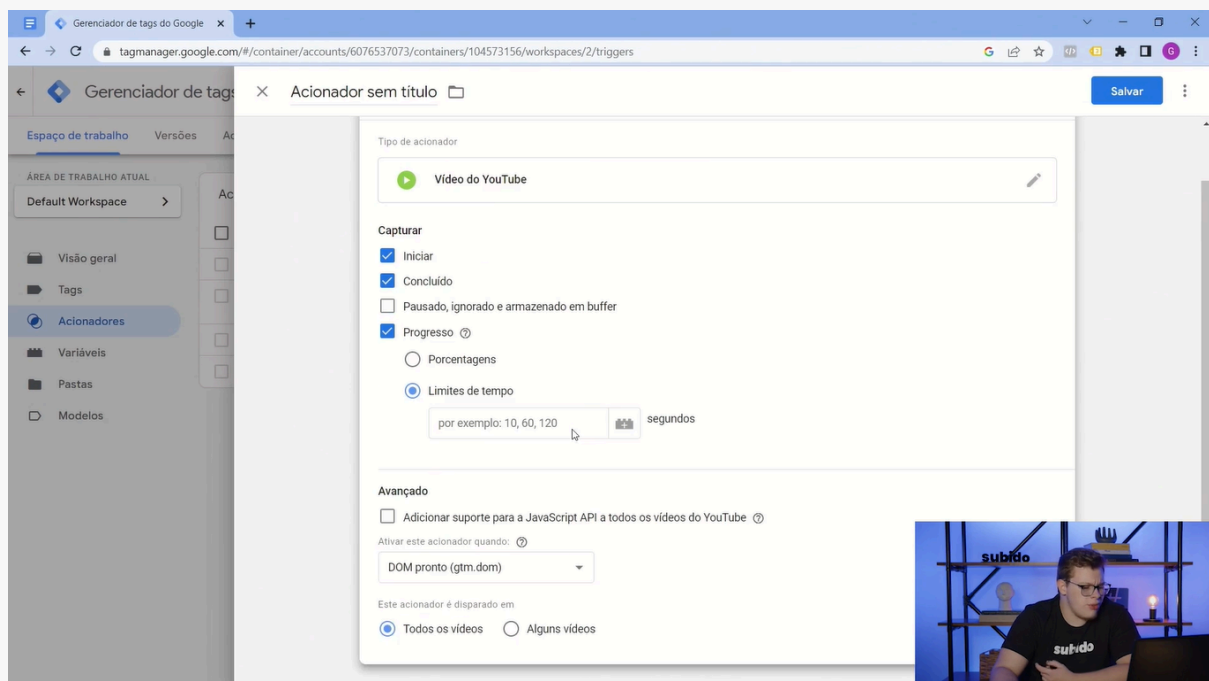 Gerenciador de tags do Google
tagmanager.google.com/#/container/accounts/6076537073/containers/104573156/workspaces/2/triggers
G
Gerenciador de tags
Acionador sem título
Salvar
Espaço de trabalho
Versões
Ac
ÁREA DE TRABALHO ATUAL
Default Workspace
Ac
Visão geral
Tags
Acionadores
Variáveis
Pastas
Modelos
Tipo de acionador
Vídeo do YouTube
Capturar
Iniciar
Concluído
Pausado, ignorado e armazenado em buffer
Progresso
Porcentagens
Limites de tempo
por exemplo: 10, 60, 120
segundos
Avançado
Adicionar suporte para a JavaScript API a todos os vídeos do YouTube
Ativar este acionador quando:
DOM pronto (gtm.dom)
Este acionador é disparado em
Todos os vídeos
Alguns vídeos
subido
subido